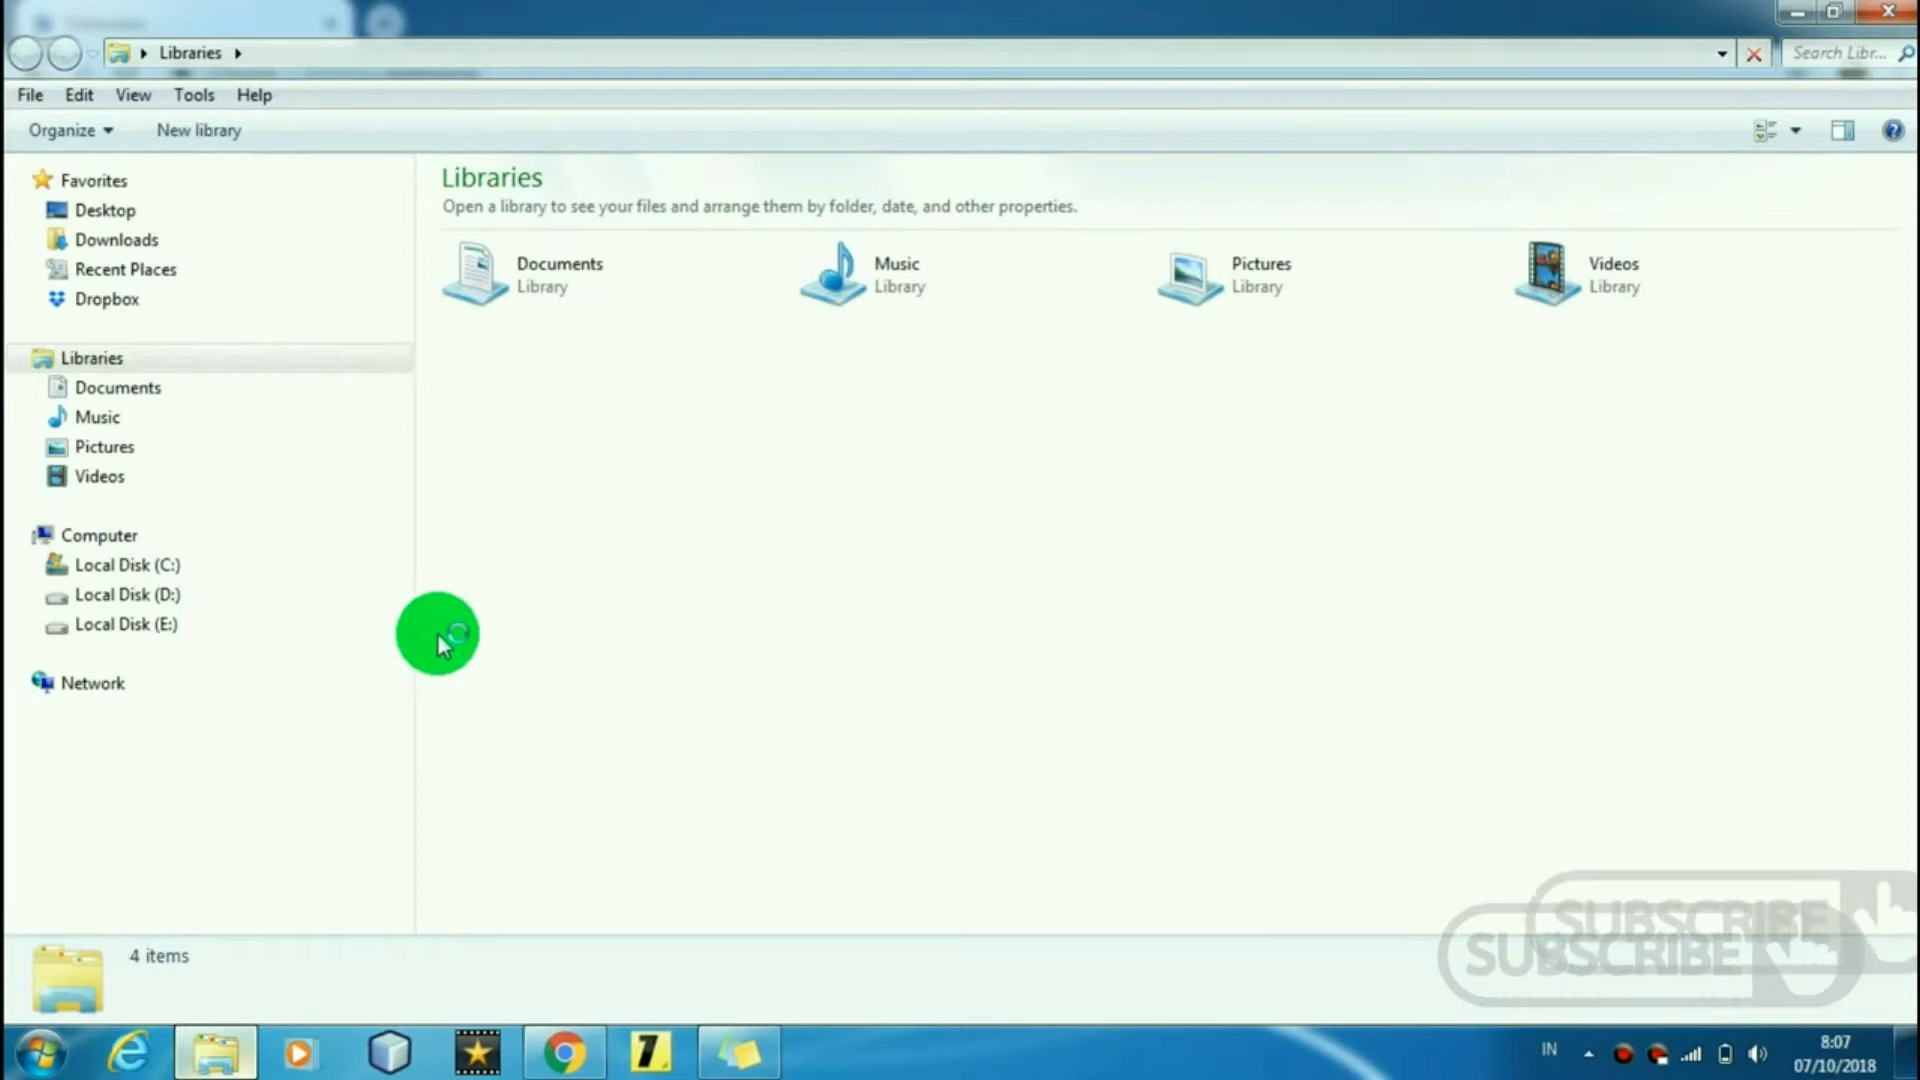 Libraries
Search Libr...
File Edit View Tools Help
Organize New library
Favorites
Desktop
Downloads
Recent Places
Dropbox
Libraries
Documents
Music
Pictures
Videos
Computer
Local Disk (C:)
Local Disk (D:)
Local Disk (E:)
Network
Libraries
Open a library to see your files and arrange them by folder, date, and other properties.
Documents
Library
Music
Library
Pictures
Library
Videos
Library
4 items
SUBSCRIBE
SUBSCRIBE
IN
8:07
07/10/2018